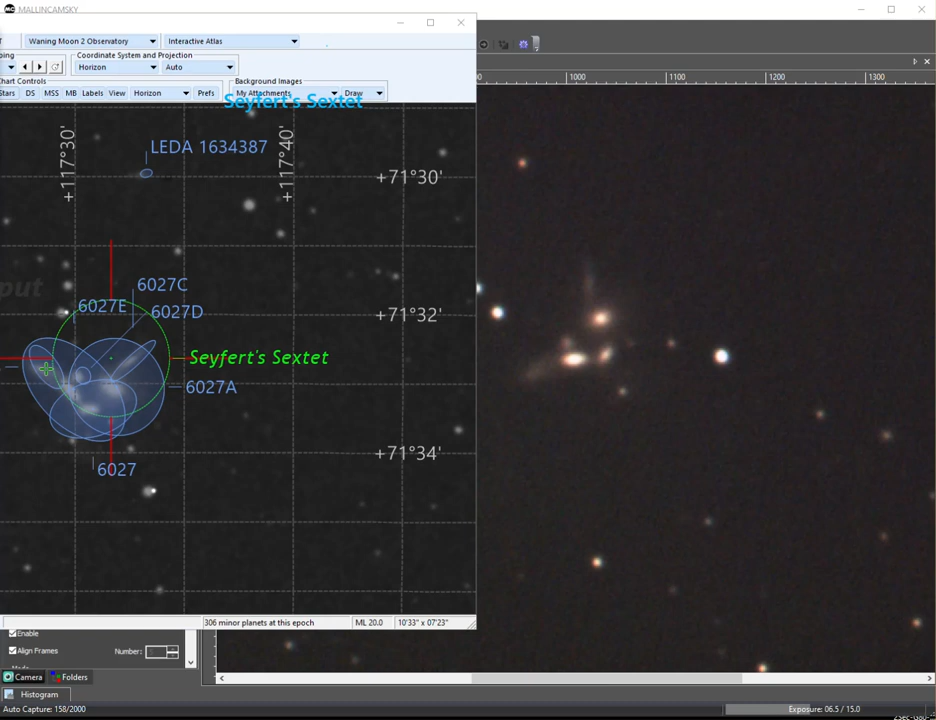 MALLINCAMSKY
Waning Moon 2 Observatory
Interactive Atlas
Coordinate System and Projection
Horizon
Auto
Chart Controls
Background Images
Stars
DS
MSS
MB
Labels
View
Horizon
Prefs
My Attachments
Draw
Seyfert's Sextet
1000
1100
1200
1300
+117°30'
+117°40'
LEDA 1634387
+71°30'
6027C
6027E
6027D
+71°32'
Seyfert's Sextet
6027A
+71°34'
6027
306 minor planets at this epoch
ML 20.0
10'33" x 07'23"
Enable
Align Frames
Number:
Camera
Folders
Histogram
Auto Capture: 158/2000
Exposure: 06.5 / 15.0